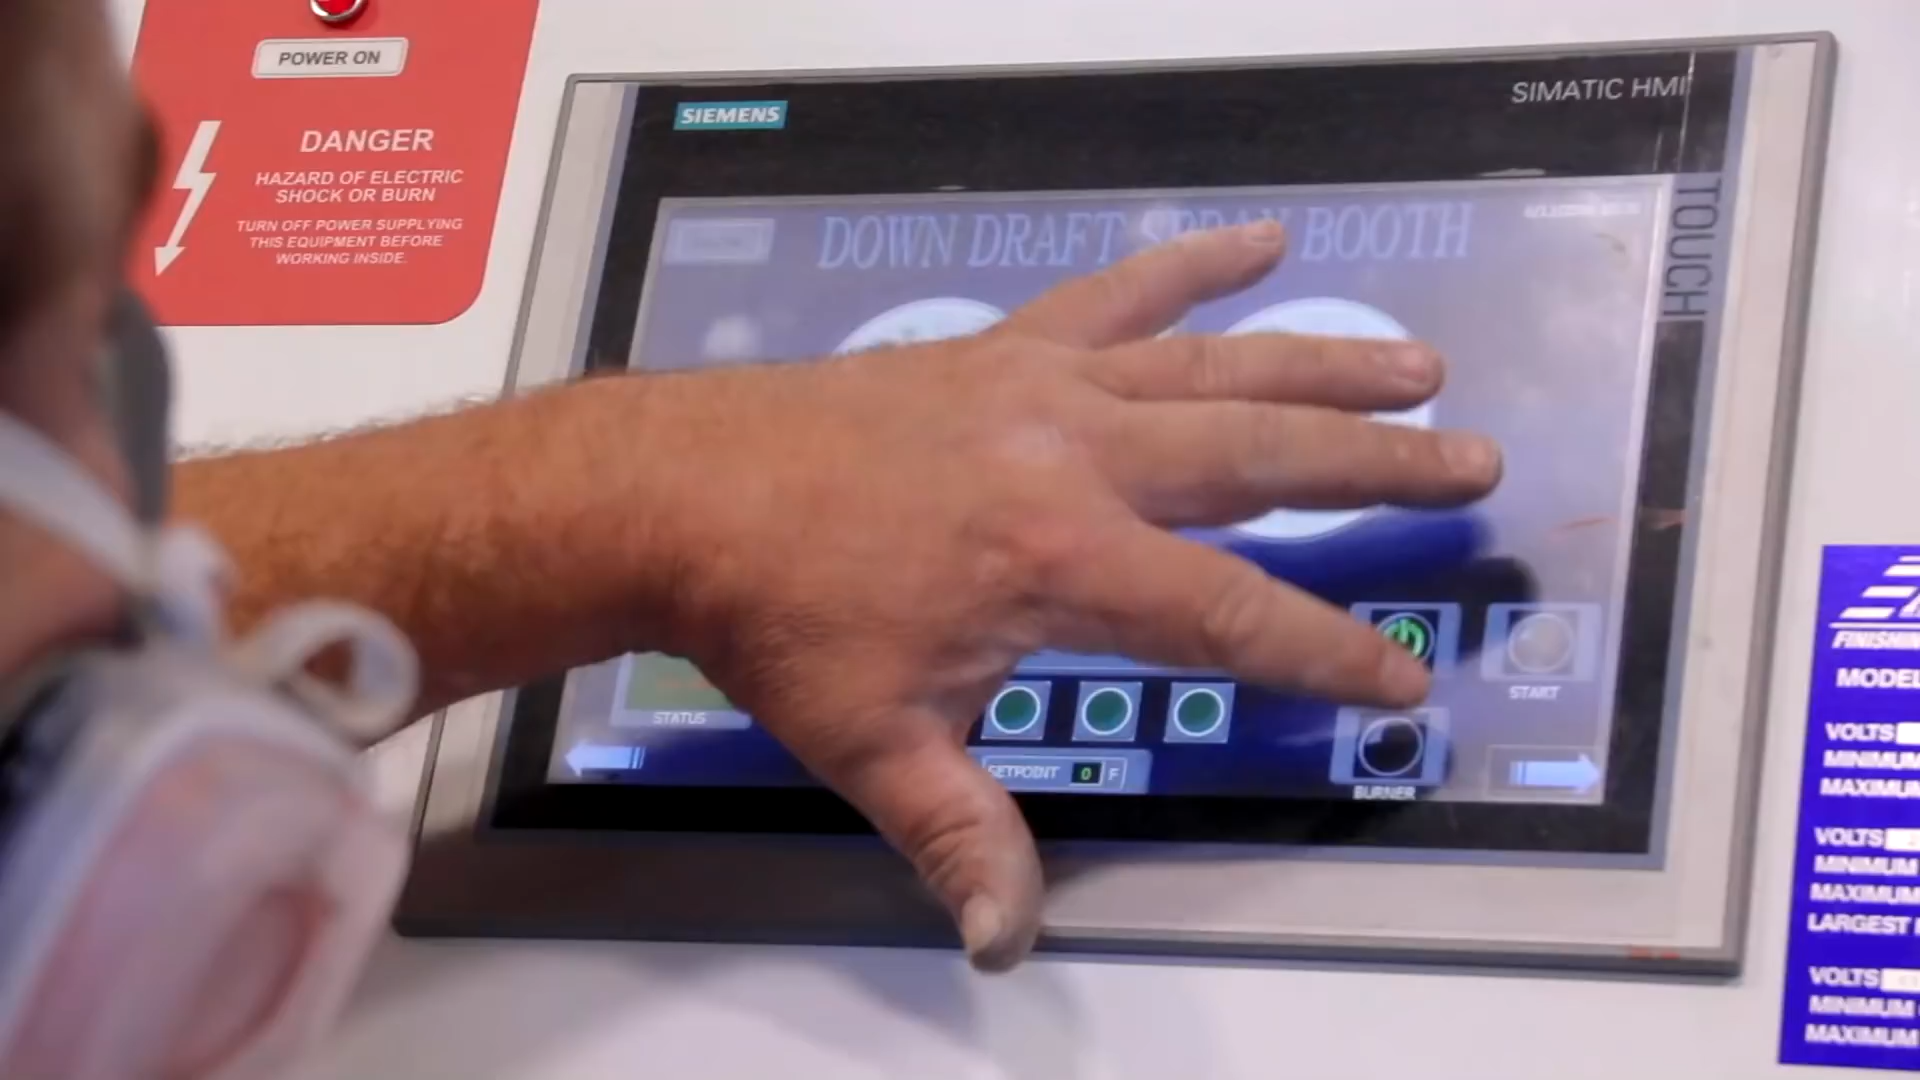 POWER ON
DANGER
HAZARD OF ELECTRIC
SHOCK OR BURN
TURN OFF POWER SUPPLYING
THIS EQUIPMENT BEFORE
WORKING INSIDE.
SIEMENS
SIMATIC HMI
TOUCH
DOWN DRAFT SPRAY BOOTH
STATUS
SETPOINT 0 F
START
BURNER
MODEL
VOLTS
MINIMUM
MAXIMUM
VOLTS
MINIMUM
MAXIMUM
LARGEST
VOLTS
MINIMUM
MAXIMUM